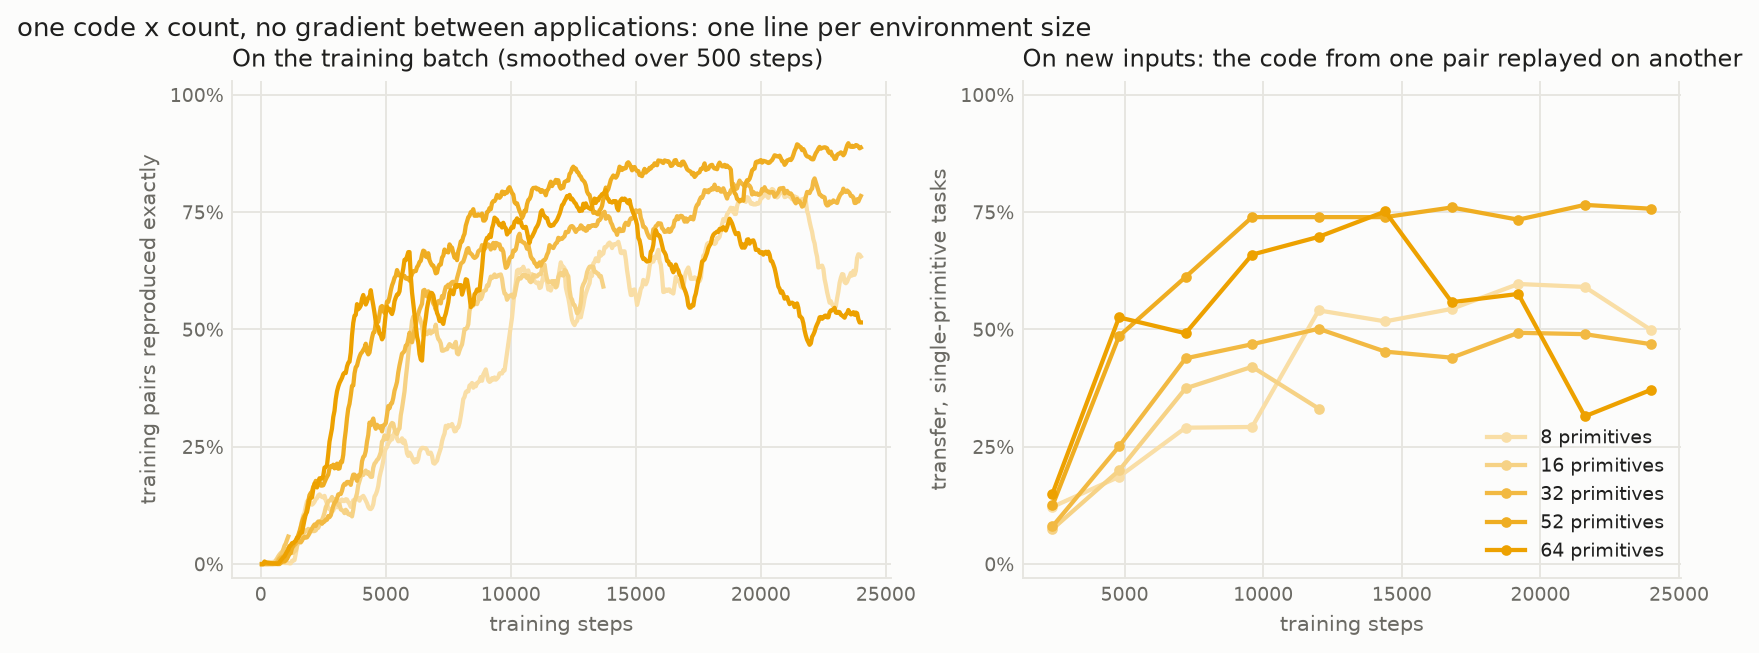 one code x count, no gradient between applications: one line per environment size
On the training batch (smoothed over 500 steps)
training pairs reproduced exactly
100%
75%
50%
25%
0%
0 5000 10000 15000 20000 25000
training steps
On new inputs: the code from one pair replayed on another
transfer, single-primitive tasks
100%
75%
50%
25%
0%
8 primitives
16 primitives
32 primitives
52 primitives
64 primitives
5000 10000 15000 20000 25000
training steps